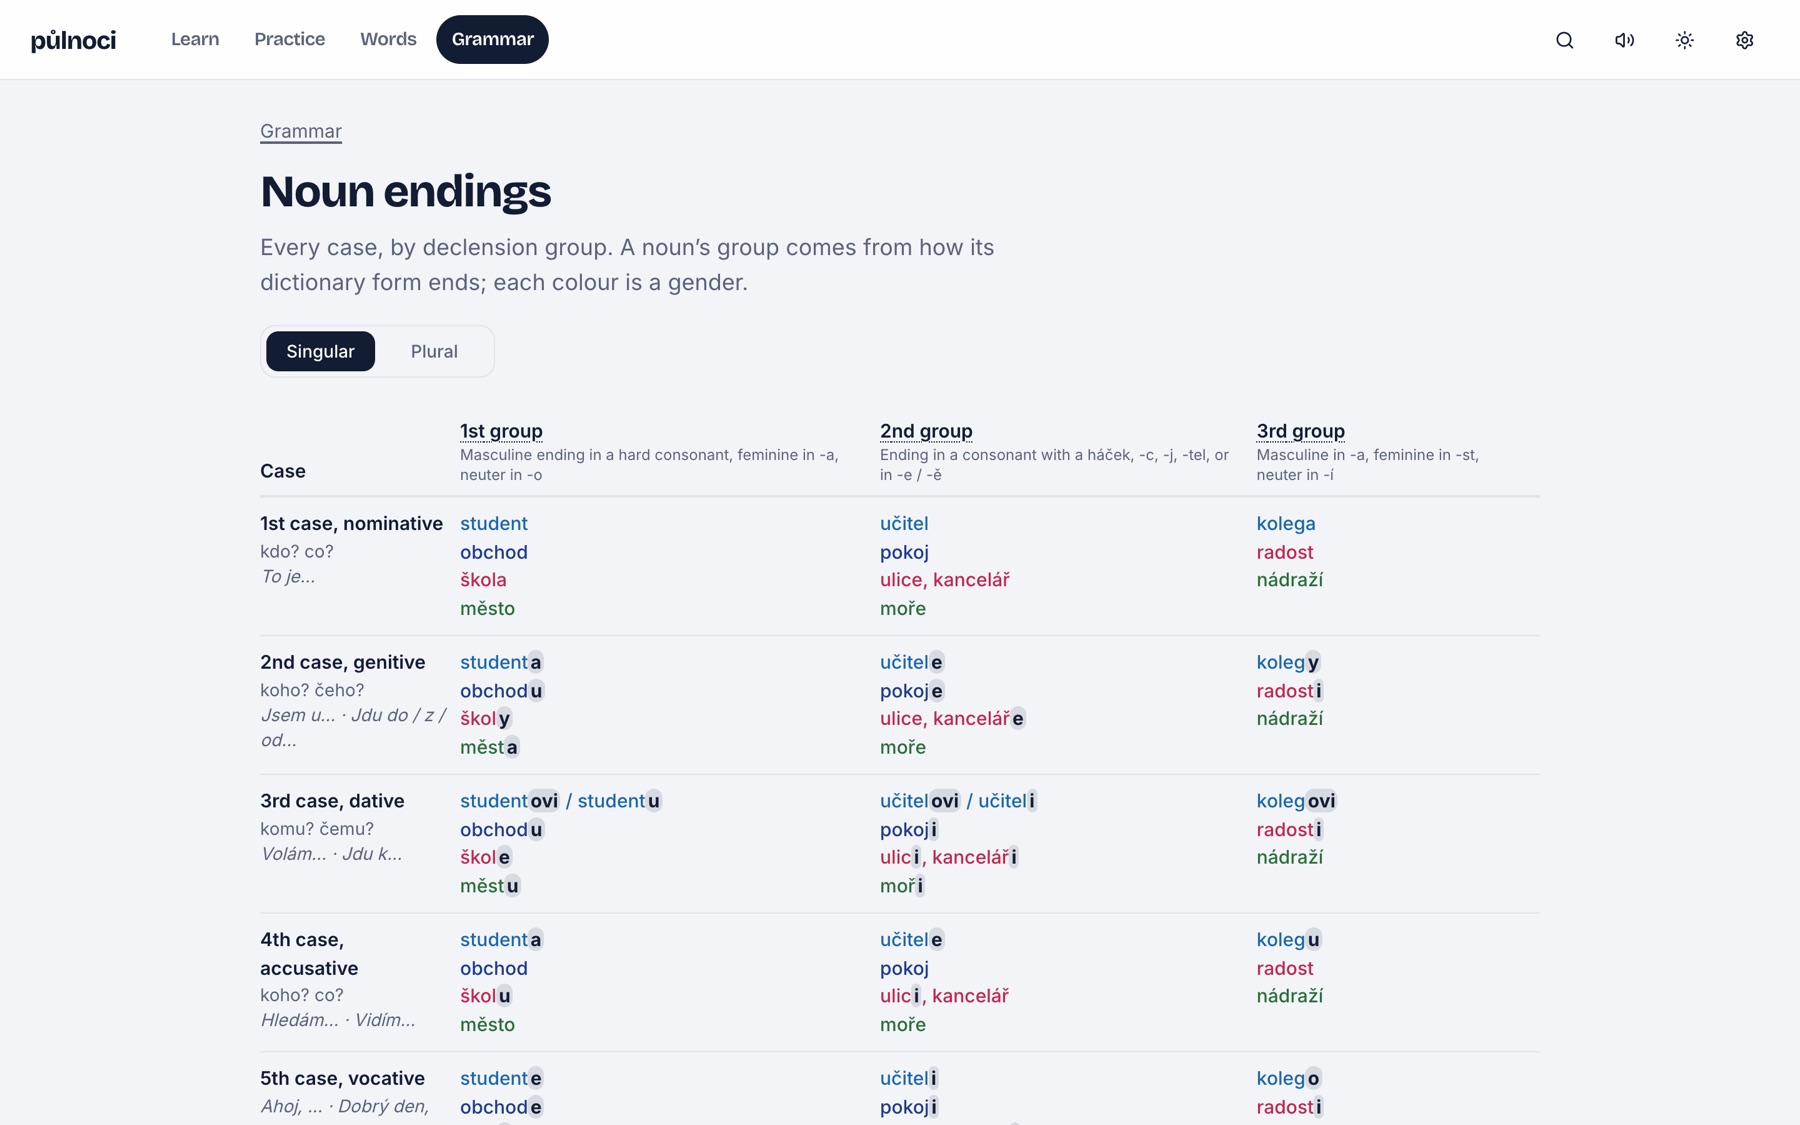 půlnoci Learn Practice Words Grammar
Grammar
Noun endings
Every case, by declension group. A noun’s group comes from how its
dictionary form ends; each colour is a gender.
Singular Plural
Case
1st group
Masculine ending in a hard consonant, feminine in -a,
neuter in -o
2nd group
Ending in a consonant with a háček, -c, -j, -tel, or
in -e / -ě
3rd group
Masculine in -a, feminine in -st,
neuter in -í
1st case, nominative
kdo? co?
To je...
student
obchod
škola
město
učitel
pokoj
ulice, kancelář
moře
kolega
radost
nádraží
2nd case, genitive
koho? čeho?
Jsem u... · Jdu do / z /
od...
studenta
obchodu
školy
města
učitele
pokoje
ulice, kanceláře
moře
kolegy
radosti
nádraží
3rd case, dative
komu? čemu?
Volám... · Jdu k...
studentovi / studentu
obchodu
škole
městu
učitelovi / učiteli
pokoji
ulici, kanceláři
moři
kolegovi
radosti
nádraží
4th case,
accusative
koho? co?
Hledám... · Vidím...
studenta
obchod
školu
město
učitele
pokoj
ulici, kancelář
moře
kolegu
radost
nádraží
5th case, vocative
Ahoj, ... · Dobrý den,
studente
obchode
učiteli
pokoji
kolego
radosti